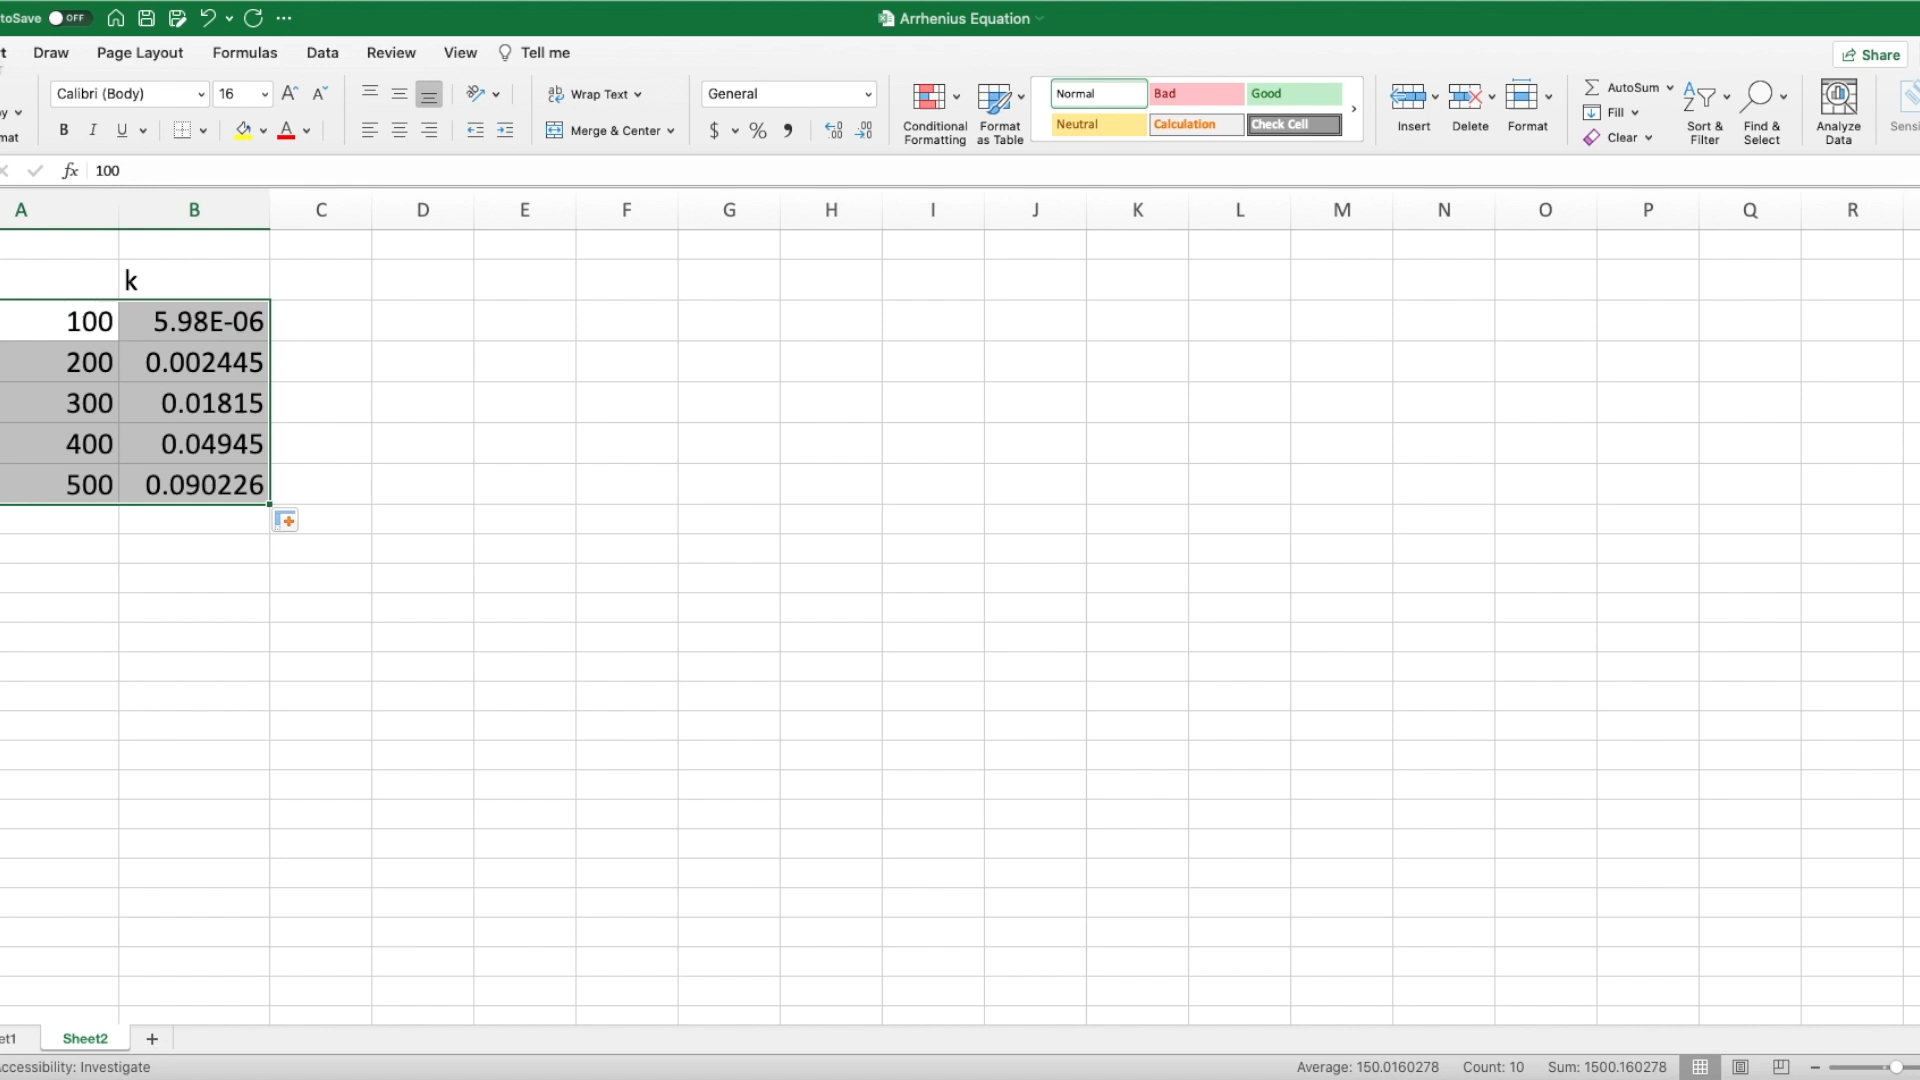 toSave OFF Arrhenius Equation
t Draw Page Layout Formulas Data Review View Tell me Share
Calibri (Body) 16 Wrap Text General Normal Bad Good AutoSum
Fill
B I U Merge & Center $ % Conditional Formatting Format as Table Neutral Calculation Check Cell Insert Delete Format Clear Sort & Filter Find & Select Analyze Data Sensi
fx 100
A B C D E F G H I J K L M N O P Q R
k
100 5.98E-06
200 0.002445
300 0.01815
400 0.04945
500 0.090226
et1 Sheet2 +
ccessibility: Investigate Average: 150.0160278 Count: 10 Sum: 1500.160278